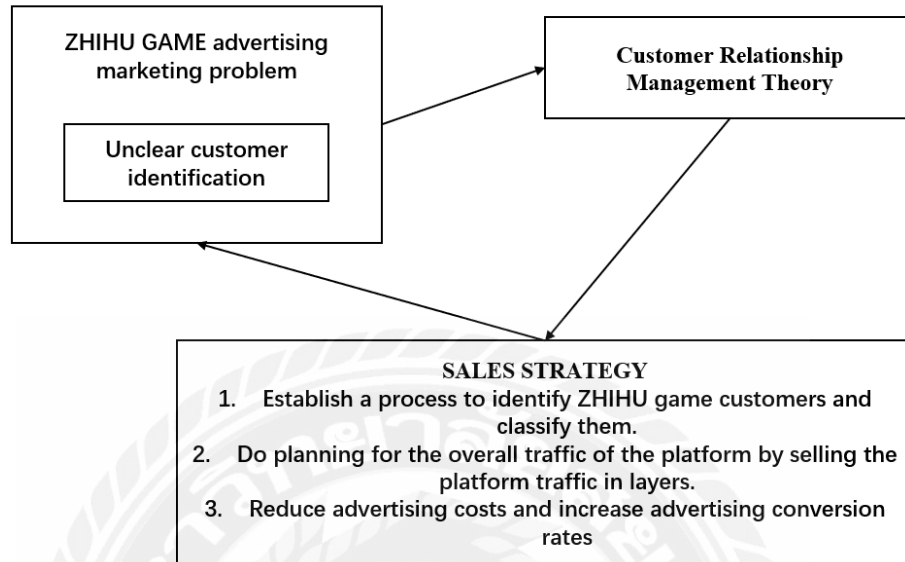 ZHIHU GAME advertising
marketing problem
Unclear customer
identification
Customer Relationship
Management Theory
SALES STRATEGY
1. Establish a process to identify ZHIHU game customers and
classify them.
2. Do planning for the overall traffic of the platform by selling the
platform traffic in layers.
3. Reduce advertising costs and increase advertising conversion
rates